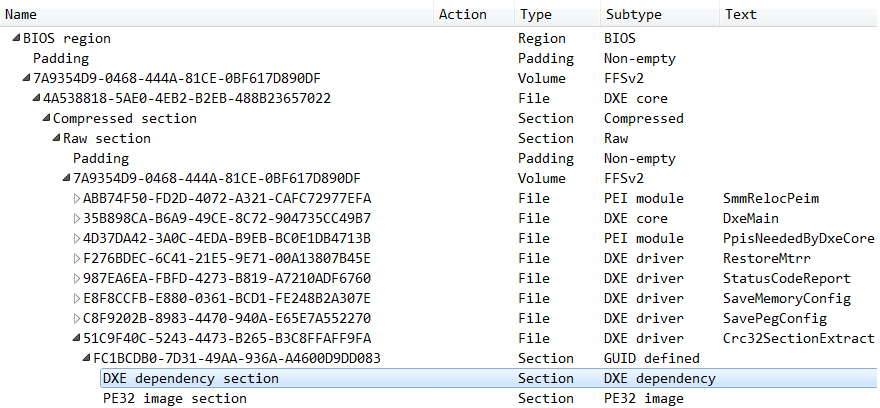 Name Action Type Subtype Text
BIOS region Region BIOS
Padding Padding Non-empty
7A9354D9-0468-444A-81CE-0BF617D890DF Volume FFSv2
4A538818-5AE0-4EB2-B2EB-488B23657022 File DXE core
Compressed section Section Compressed
Raw section Section Raw
Padding Padding Non-empty
7A9354D9-0468-444A-81CE-0BF617D890DF Volume FFSv2
ABB74F50-FD2D-4072-A321-CAFC72977EFA File PEI module SmmRelocPeim
35B898CA-B6A9-49CE-8C72-904735CC49B7 File DXE core DxeMain
4D37DA42-3A0C-4EDA-B9EB-BC0E1DB4713B File PEI module PpisNeededByDxeCore
F276BDEC-6C41-21E5-9E71-00A13807B45E File DXE driver RestoreMtrr
987EA6EA-FBFD-4273-B819-A7210ADF6760 File DXE driver StatusCodeReport
E8F8CCFB-E880-0361-BCD1-FE248B2A307E File DXE driver SaveMemoryConfig
C8F9202B-8983-4470-940A-E65E7A552270 File DXE driver SavePegConfig
51C9F40C-5243-4473-B265-B3C8FFAFF9FA File DXE driver Crc32SectionExtract
FC1BCDB0-7D31-49AA-936A-A4600D9DD083 Section GUID defined
DXE dependency section Section DXE dependency
PE32 image section Section PE32 image